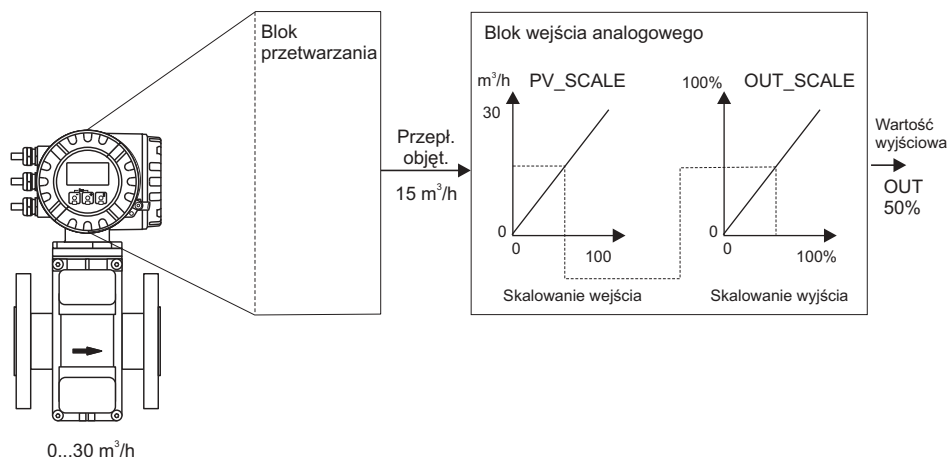 Blok
przetwarzania
Przepł.
objęt.
15 m³/h
Blok wejścia analogowego
m³/h
PV_SCALE
30
0
0
100
Skalowanie wejścia
100%
OUT_SCALE
0
0
100%
Skalowanie wyjścia
Wartość
wyjściowa
OUT
50%
0...30 m³/h